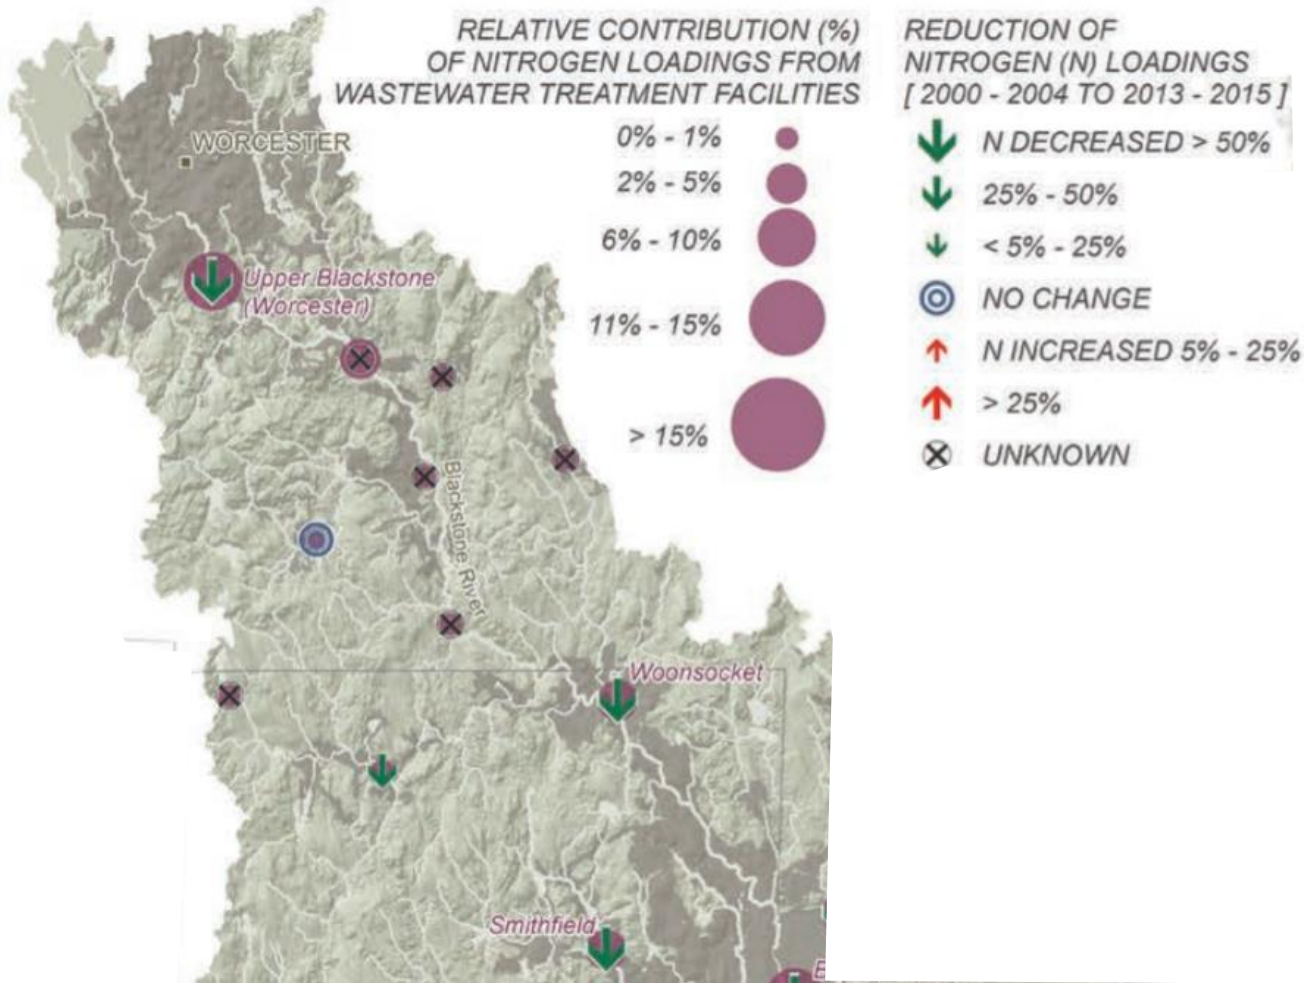 RELATIVE CONTRIBUTION (%)
OF NITROGEN LOADINGS FROM
WASTEWATER TREATMENT FACILITIES
0% - 1%
2% - 5%
6% - 10%
11% - 15%
> 15%
REDUCTION OF
NITROGEN (N) LOADINGS
[ 2000 - 2004 TO 2013 - 2015 ]
N DECREASED > 50%
25% - 50%
< 5% - 25%
NO CHANGE
N INCREASED 5% - 25%
> 25%
UNKNOWN
WORCESTER
Upper Blackstone
(Worcester)
Blackstone River
Woonsocket
Smithfield